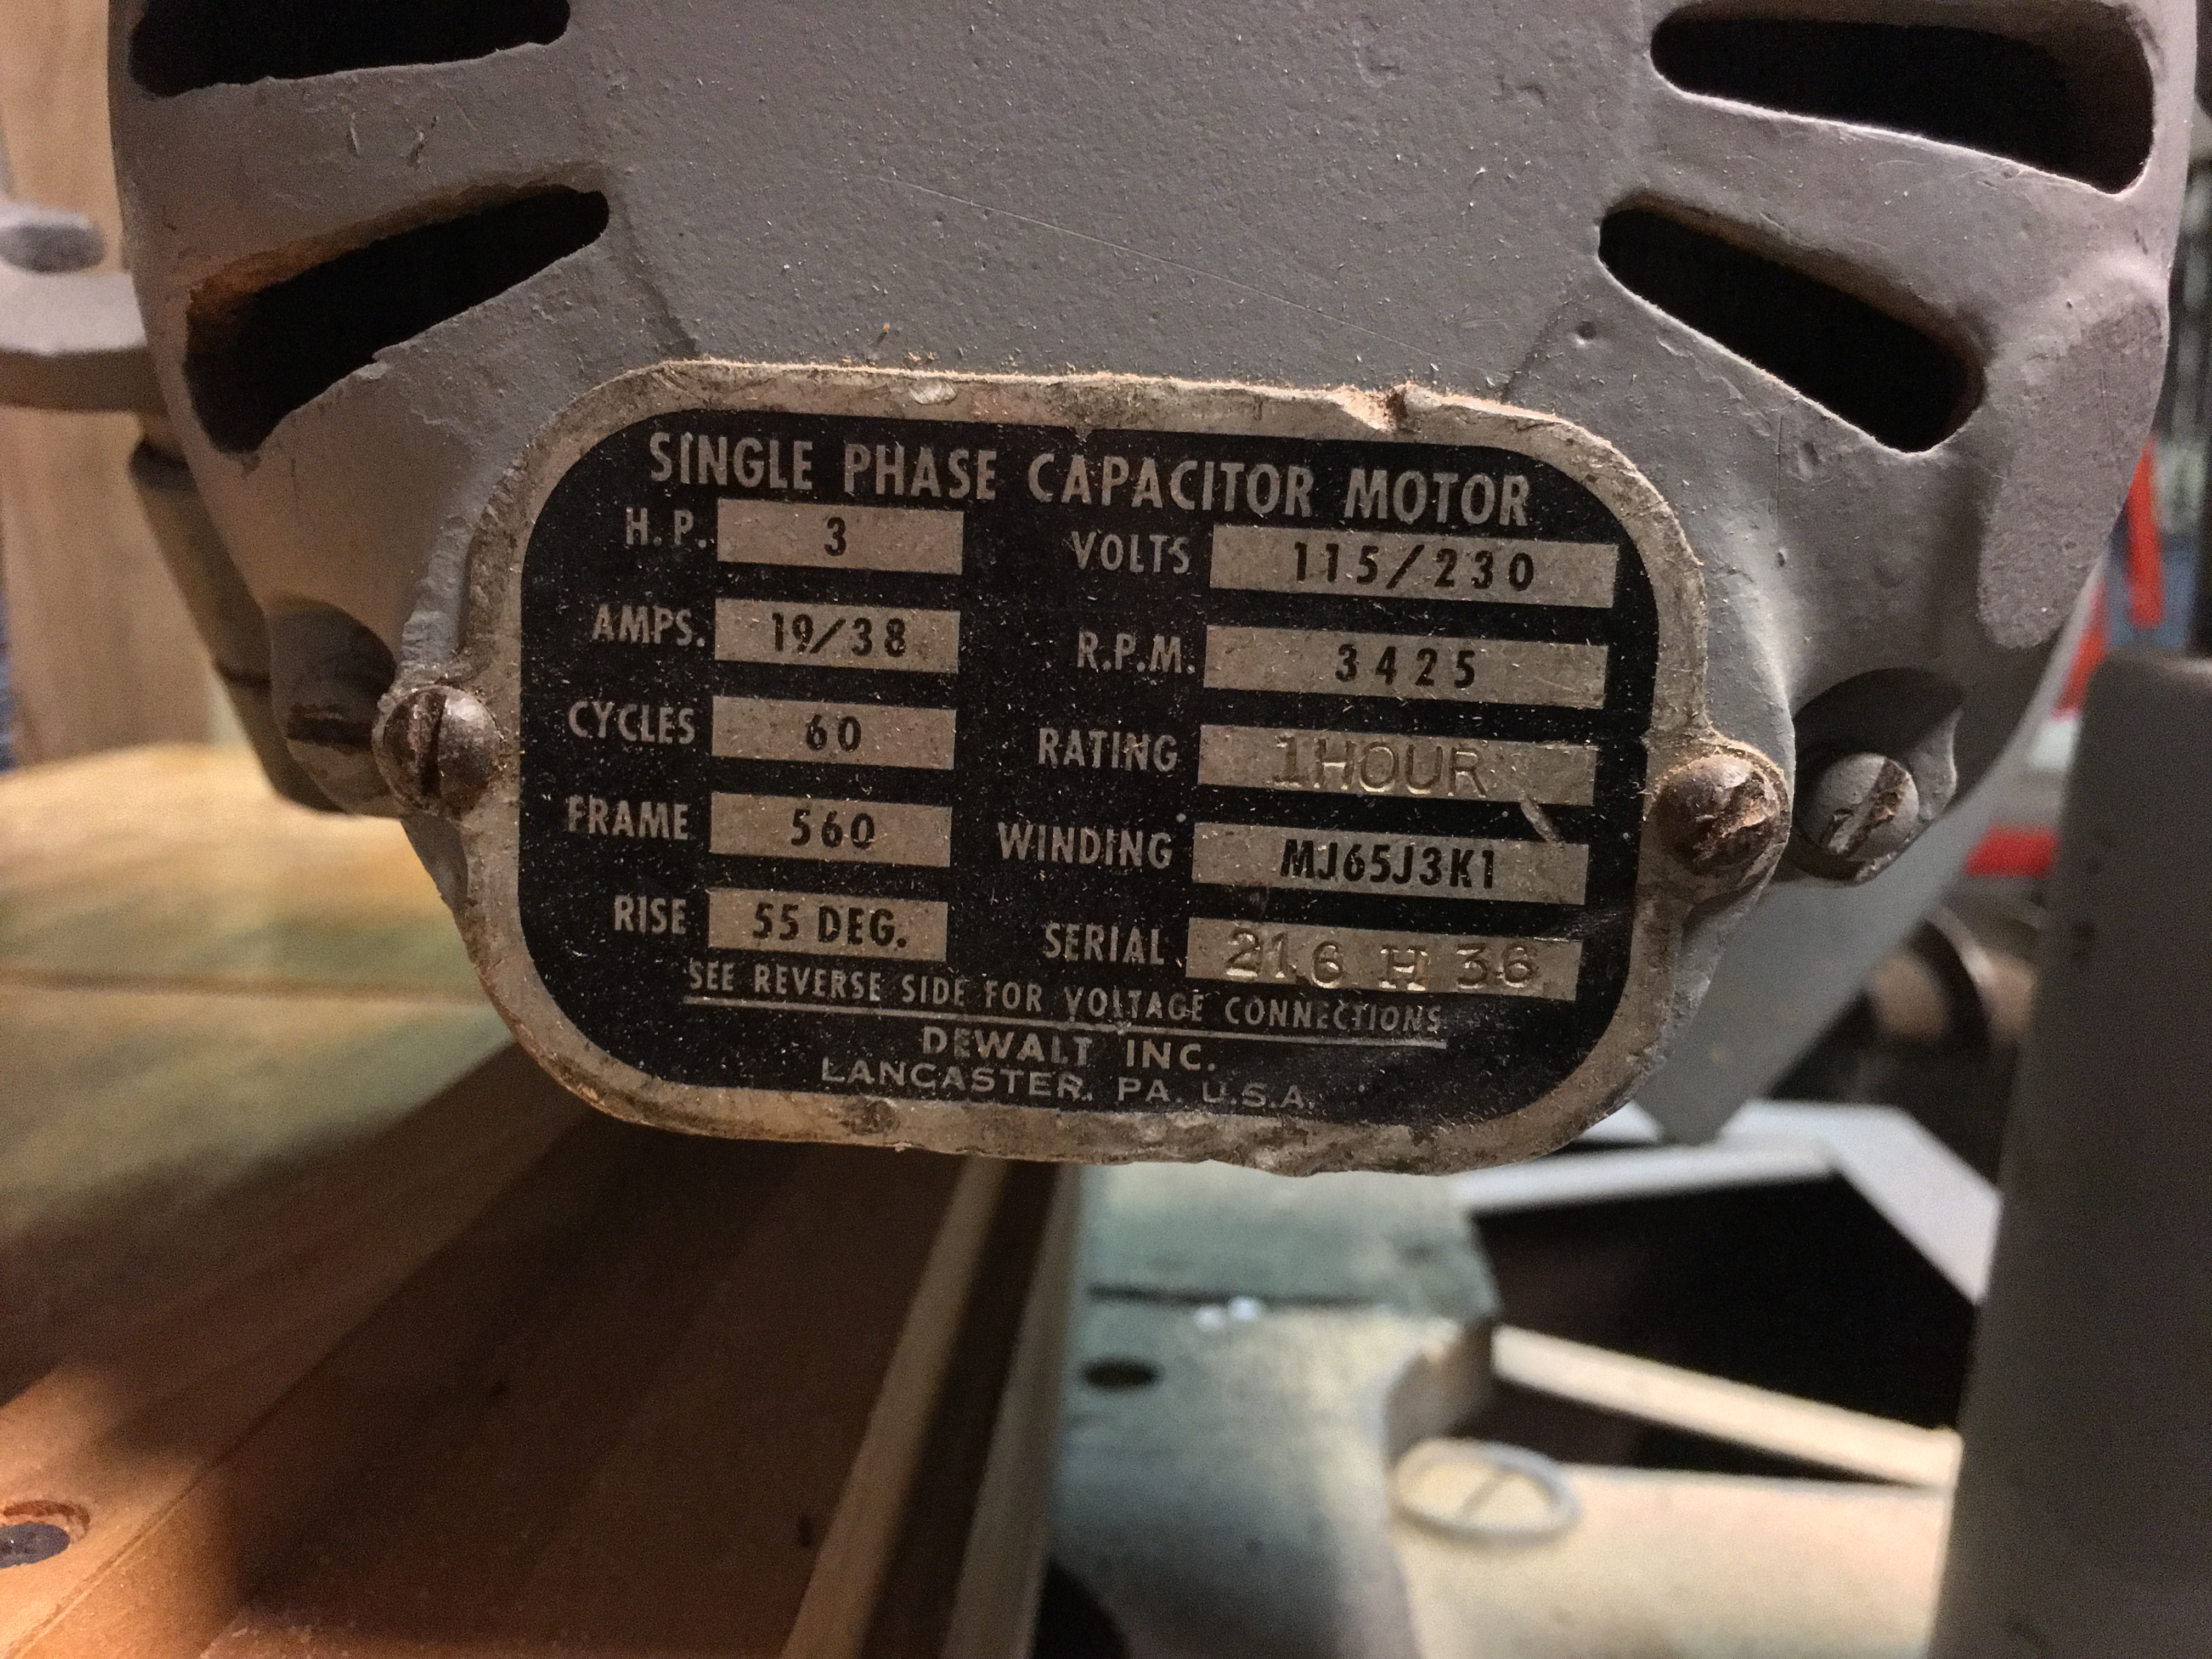 SINGLE PHASE CAPACITOR MOTOR
H.P. 3 VOLTS 115/230
AMPS. 19/38 R.P.M. 3425
CYCLES 60 RATING 1HOUR
FRAME 560 WINDING MJ65J3K1
RISE 55 DEG. SERIAL 216 H 36
SEE REVERSE SIDE FOR VOLTAGE CONNECTIONS
DEWALT INC.
LANCASTER, PA. U.S.A.